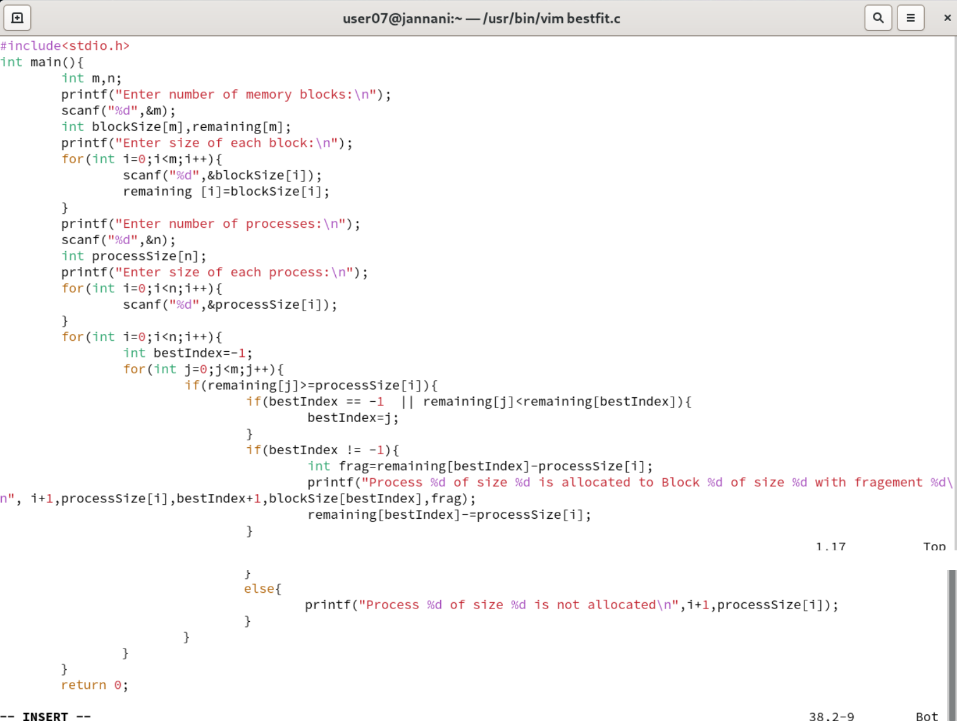 user07@jannani:~ — /usr/bin/vim bestfit.c
#include<stdio.h>
int main(){
        int m,n;
        printf("Enter number of memory blocks:\n");
        scanf("%d",&m);
        int blockSize[m],remaining[m];
        printf("Enter size of each block:\n");
        for(int i=0;i<m;i++){
                scanf("%d",&blockSize[i]);
                remaining [i]=blockSize[i];
        }
        printf("Enter number of processes:\n");
        scanf("%d",&n);
        int processSize[n];
        printf("Enter size of each process:\n");
        for(int i=0;i<n;i++){
                scanf("%d",&processSize[i]);
        }
        for(int i=0;i<n;i++){
                int bestIndex=-1;
                for(int j=0;j<m;j++){
                        if(remaining[j]>=processSize[i]){
                                if(bestIndex == -1  || remaining[j]<remaining[bestIndex]){
                                        bestIndex=j;
                                }
                                if(bestIndex != -1){
                                        int frag=remaining[bestIndex]-processSize[i];
                                        printf("Process %d of size %d is allocated to Block %d of size %d with fragement %d\
n", i+1,processSize[i],bestIndex+1,blockSize[bestIndex],frag);
                                        remaining[bestIndex]-=processSize[i];
                                }
1,17 Top
                                }
                                else{
                                        printf("Process %d of size %d is not allocated\n",i+1,processSize[i]);
                                }
                        }
                }
        }
        return 0;
-- INSERT -- 38,2-9 Bot